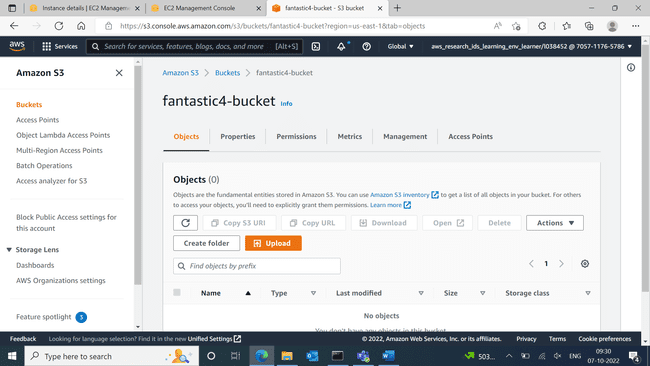 Instance details | EC2 Managemen
EC2 Management Console
fantastic4-bucket - S3 bucket
https://s3.console.aws.amazon.com/s3/buckets/fantastic4-bucket?region=us-east-1&tab=objects
aws
Services
Search for services, features, blogs, docs, and more
[Alt+S]
Global
aws_research_ids_learning_env_learner/l038452 @ 7057-1176-5786
Amazon S3
Buckets
Access Points
Object Lambda Access Points
Multi-Region Access Points
Batch Operations
Access analyzer for S3
Block Public Access settings for
this account
Storage Lens
Dashboards
AWS Organizations settings
Feature spotlight 3
Amazon S3 > Buckets > fantastic4-bucket
fantastic4-bucket Info
Objects
Properties
Permissions
Metrics
Management
Access Points
Objects (0)
Objects are the fundamental entities stored in Amazon S3. You can use Amazon S3 inventory to get a list of all objects in your bucket. For others
to access your objects, you'll need to explicitly grant them permissions. Learn more
Copy S3 URI
Copy URL
Download
Open
Delete
Actions
Create folder
Upload
Find objects by prefix
1
Name
Type
Last modified
Size
Storage class
No objects
You don't have any objects in this bucket.
Feedback
Looking for language selection? Find it in the new Unified Settings
© 2022, Amazon Web Services, Inc. or its affiliates.
Privacy
Terms
Cookie preferences
Type here to search
503...
ENG
09:30
07-10-2022
4